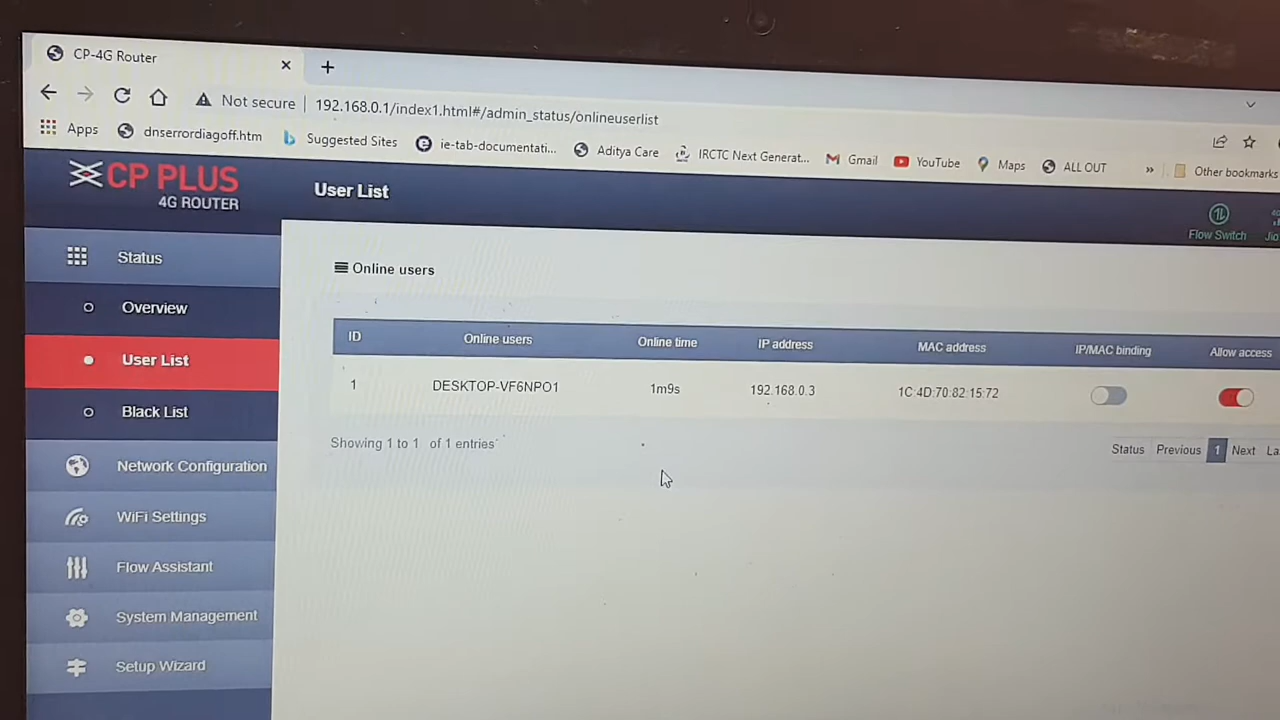 CP-4G Router
Not secure 192.168.0.1/index1.html#/admin_status/onlineuserlist
Apps dnserrordiagoff.htm Suggested Sites ie-tab-documentati... Aditya Care IRCTC Next Generat... Gmail YouTube Maps ALL OUT » Other bookmarks
CP PLUS
4G ROUTER
User List
Flow Switch
Status
Overview
User List
Black List
Network Configuration
WiFi Settings
Flow Assistant
System Management
Setup Wizard
Online users
ID Online users Online time IP address MAC address IP/MAC binding Allow access
1 DESKTOP-VF6NPO1 1m9s 192.168.0.3 1C:4D:70:82:15:72
Showing 1 to 1 of 1 entries
Status Previous 1 Next